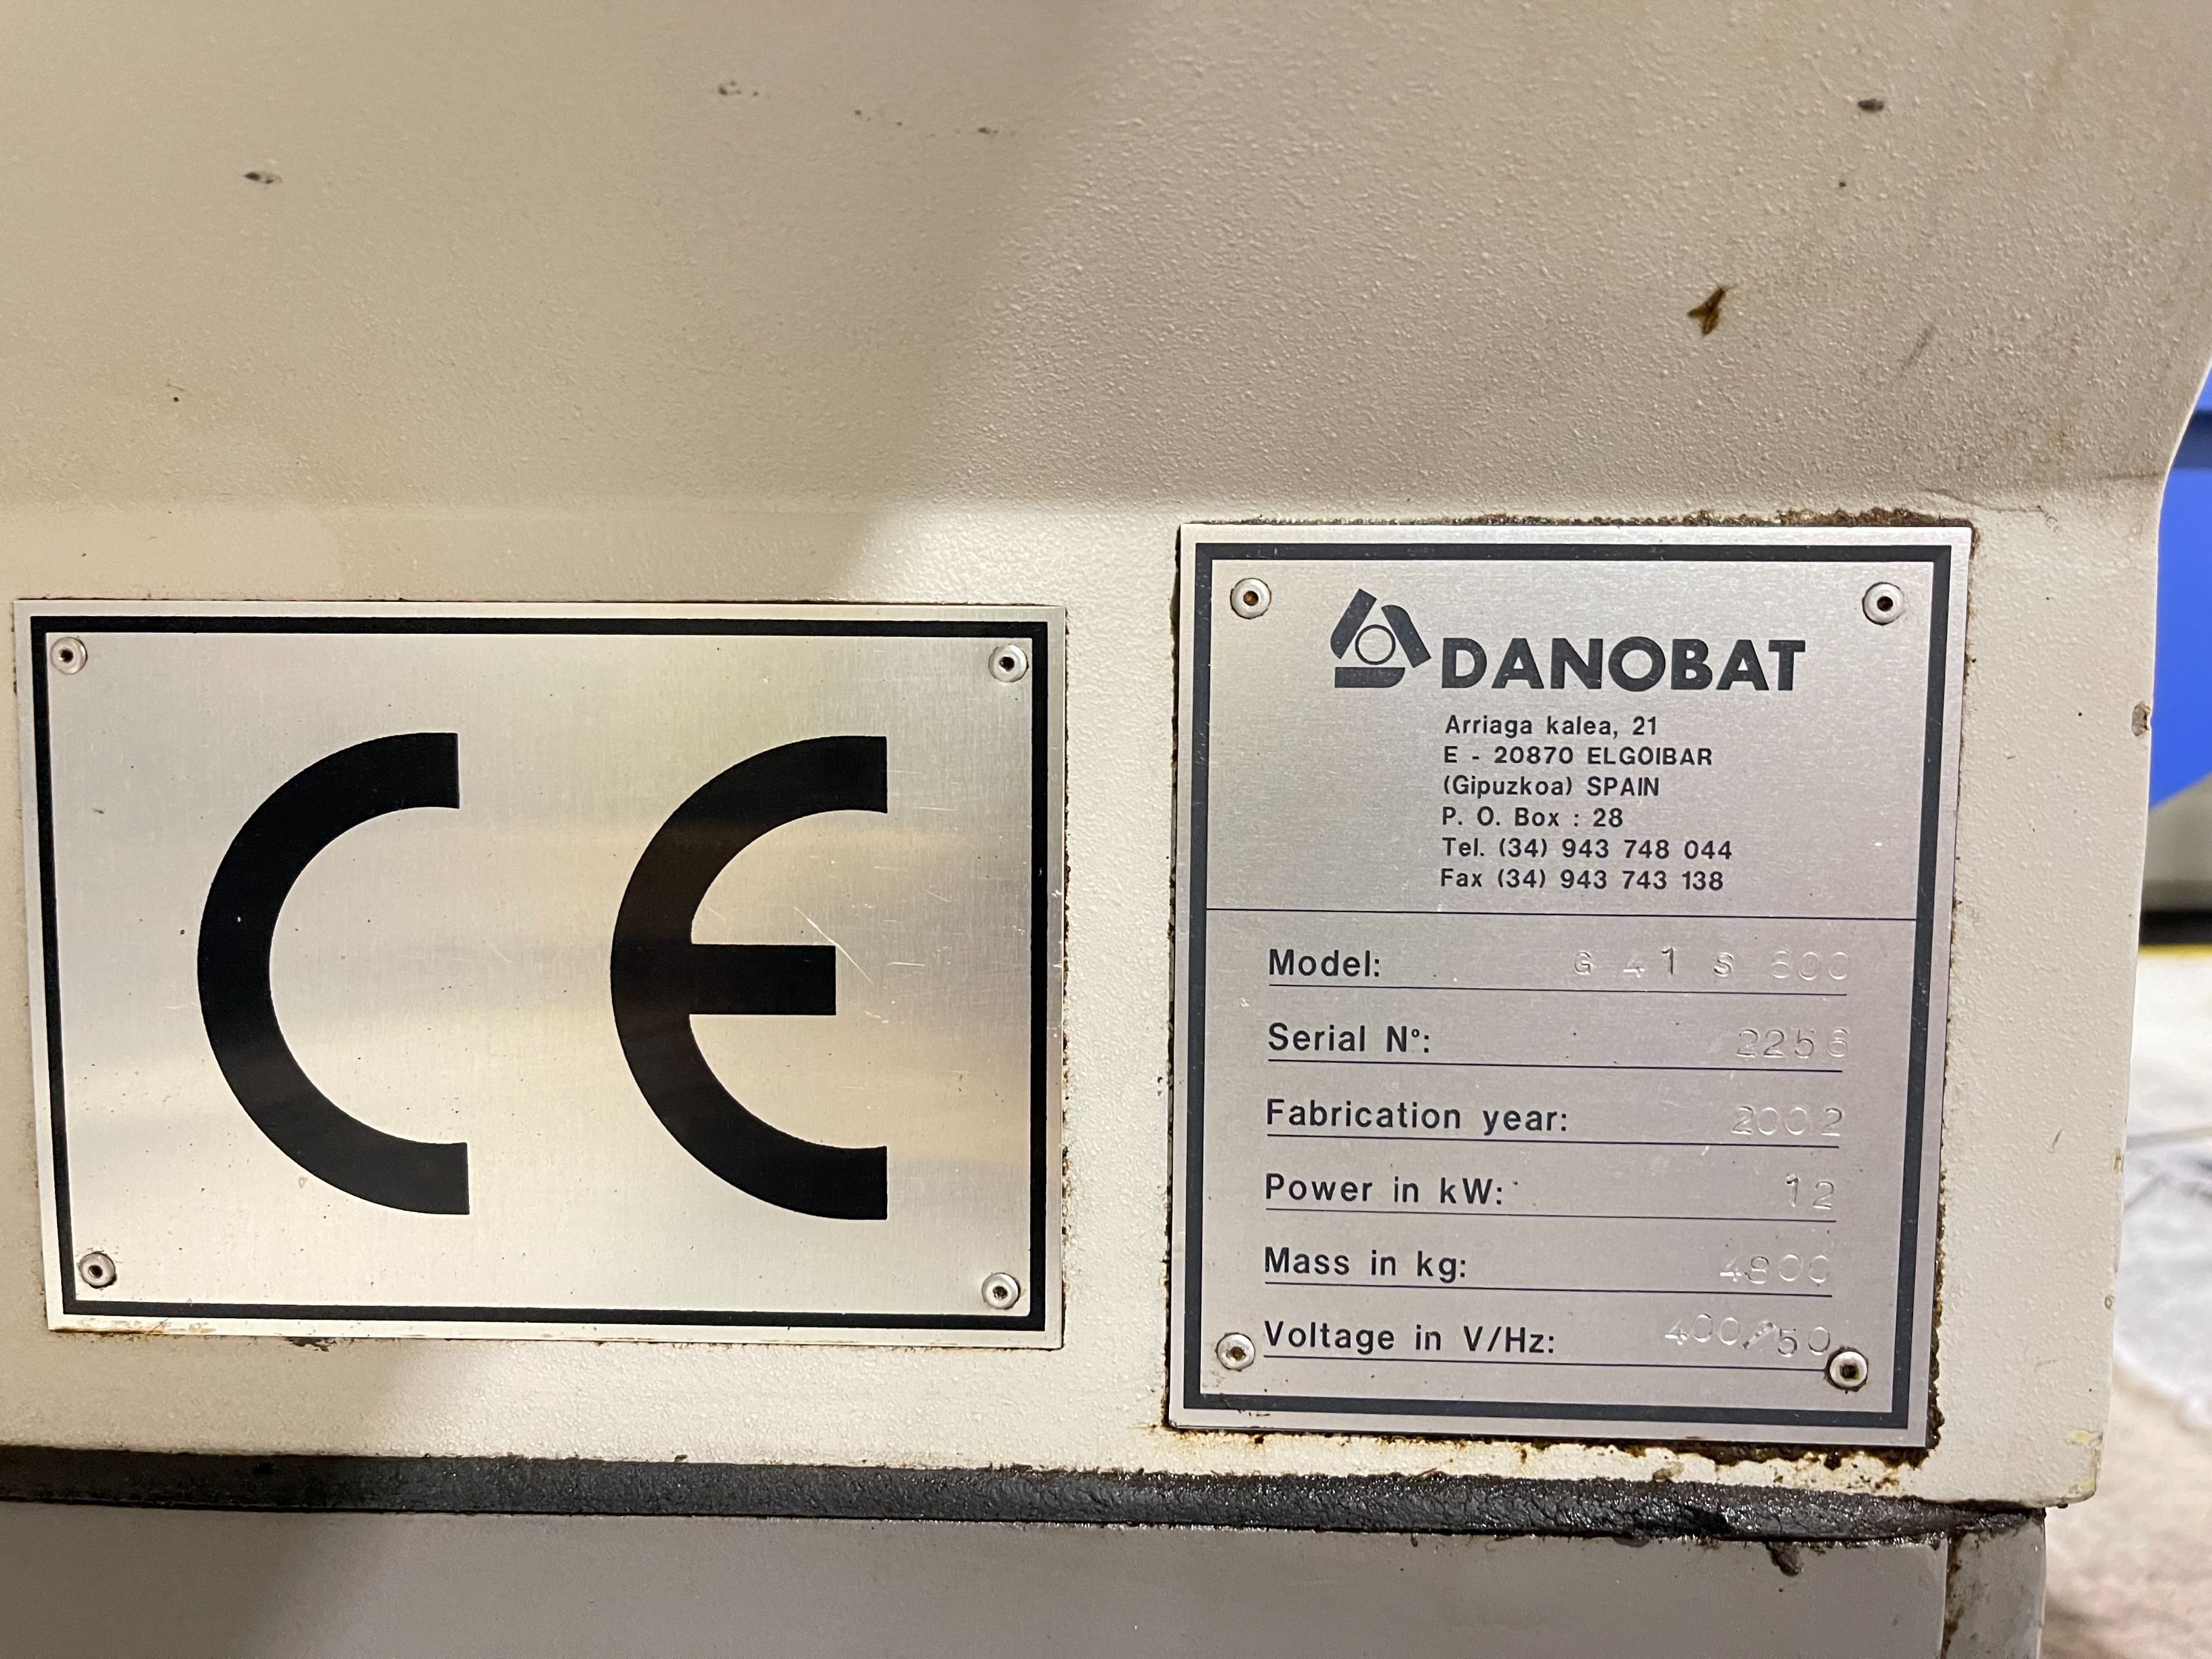 CE
DANOBAT
Arriaga kalea, 21
E - 20870 ELGOIBAR
(Gipuzkoa) SPAIN
P. O. Box : 28
Tel. (34) 943 748 044
Fax (34) 943 743 138
Model: G 41 S 600
Serial Nº: 2256
Fabrication year: 2002
Power in kW: 12
Mass in kg: 4800
Voltage in V/Hz: 400/50